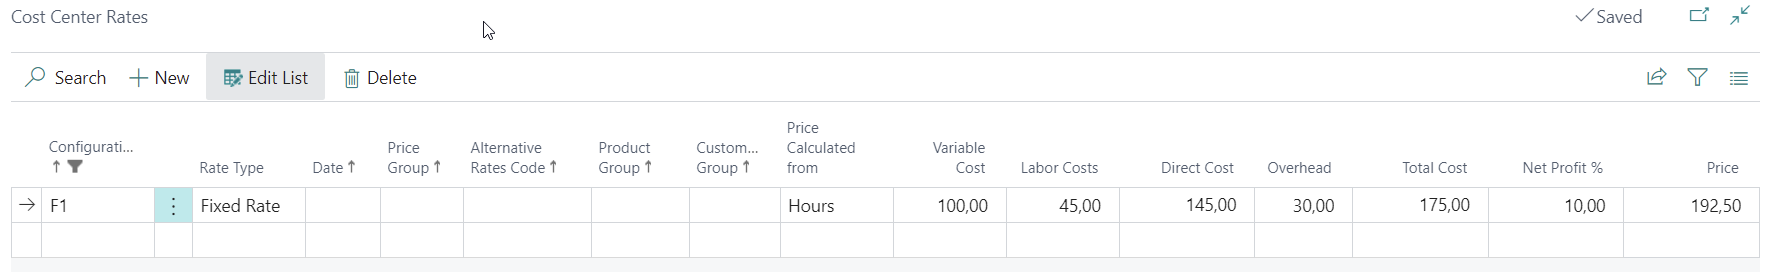 Cost Center Rates
Saved
Search New Edit List Delete
Configurati... Rate Type Date Price Group Alternative Rates Code Product Group Custom... Group Price Calculated from Variable Cost Labor Costs Direct Cost Overhead Total Cost Net Profit % Price
F1 Fixed Rate Hours 100,00 45,00 145,00 30,00 175,00 10,00 192,50